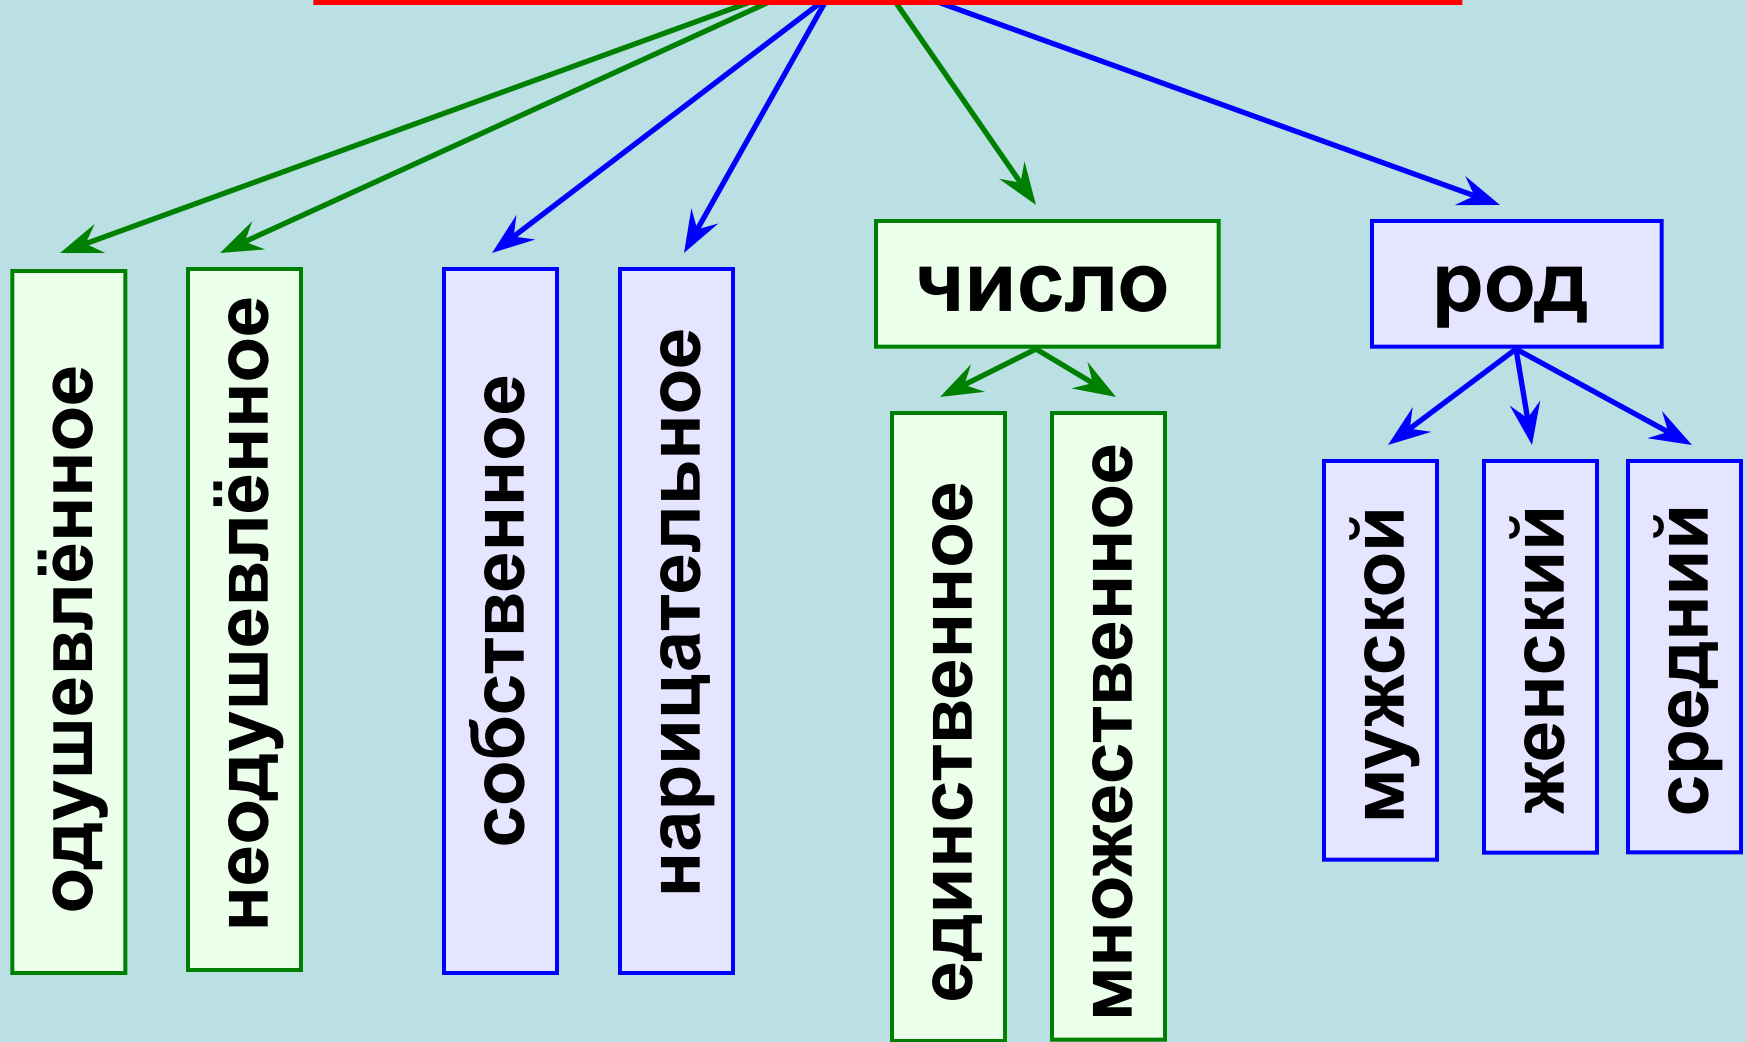 число
род
одушевлённое
неодушевлённое
собственное
нарицательное
единственное
множественное
мужской
женский
средний